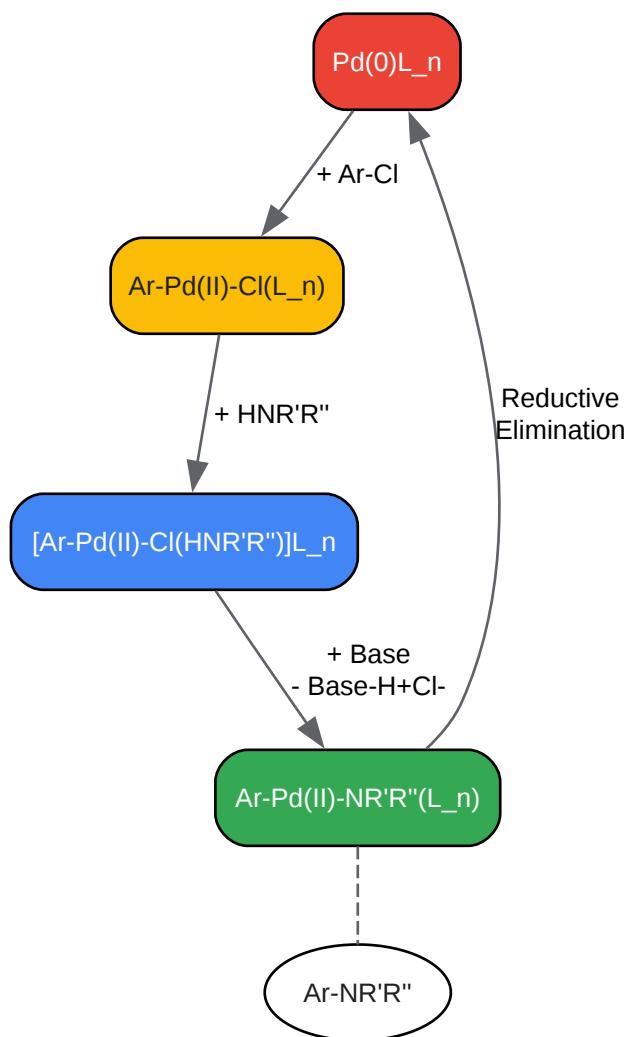 Pd(0)L_n
+ Ar-Cl
Ar-Pd(II)-Cl(L_n)
+ HNR'R''
Reductive
Elimination
[Ar-Pd(II)-Cl(HNR'R'')]L_n
+ Base
- Base-H+Cl-
Ar-Pd(II)-NR'R''(L_n)
Ar-NR'R''